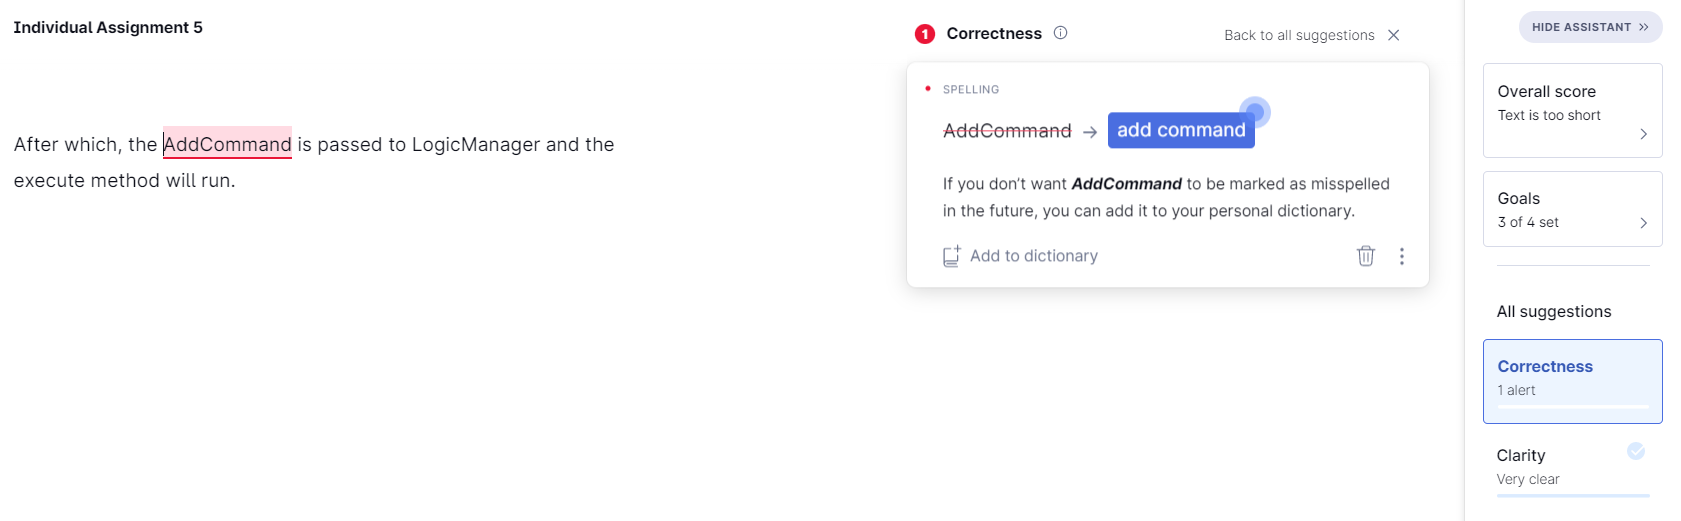 Individual Assignment 5
After which, the AddCommand is passed to LogicManager and the
execute method will run.
1 Correctness
Back to all suggestions
SPELLING
AddCommand → add command
If you don't want AddCommand to be marked as misspelled
in the future, you can add it to your personal dictionary.
Add to dictionary
HIDE ASSISTANT
Overall score
Text is too short
Goals
3 of 4 set
All suggestions
Correctness
1 alert
Clarity
Very clear